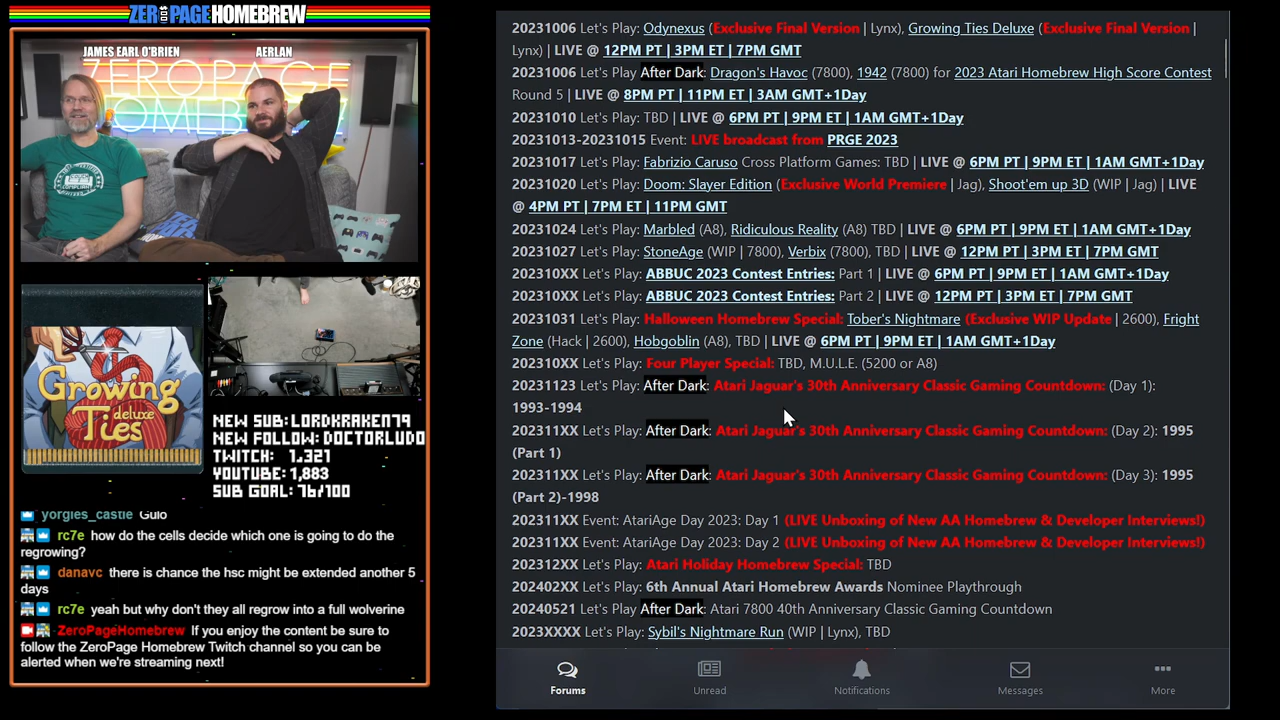 ZERO PAGE HOMEBREW
JAMES EARL O'BRIEN
AERLAN
ZEROPAGE
HOMEBREW
Growing
Ties
deluxe
NEW SUB:LORDKRAKEN79
NEW FOLLOW:DOCTORLUDO
TWITCH: 1,321
YOUTUBE: 1,883
SUB GOAL: 76/100
yorgies_castle Gulo
rc7e how do the cells decide which one is going to do the
regrowing?
danavc there is chance the hsc might be extended another 5
days
rc7e yeah but why don't they all regrow into a full wolverine
ZeroPageHomebrew If you enjoy the content be sure to
follow the ZeroPage Homebrew Twitch channel so you can be
alerted when we're streaming next!
20231006 Let's Play: Odynexus (Exclusive Final Version | Lynx), Growing Ties Deluxe (Exclusive Final Version |
Lynx) | LIVE @ 12PM PT | 3PM ET | 7PM GMT
20231006 Let's Play After Dark: Dragon's Havoc (7800), 1942 (7800) for 2023 Atari Homebrew High Score Contest
Round 5 | LIVE @ 8PM PT | 11PM ET | 3AM GMT+1Day
20231010 Let's Play: TBD | LIVE @ 6PM PT | 9PM ET | 1AM GMT+1Day
20231013-20231015 Event: LIVE broadcast from PRGE 2023
20231017 Let's Play: Fabrizio Caruso Cross Platform Games: TBD | LIVE @ 6PM PT | 9PM ET | 1AM GMT+1Day
20231020 Let's Play: Doom: Slayer Edition (Exclusive World Premiere | Jag), Shoot'em up 3D (WIP | Jag) | LIVE
@ 4PM PT | 7PM ET | 11PM GMT
20231024 Let's Play: Marbled (A8), Ridiculous Reality (A8) TBD | LIVE @ 6PM PT | 9PM ET | 1AM GMT+1Day
20231027 Let's Play: StoneAge (WIP | 7800), Verbix (7800), TBD | LIVE @ 12PM PT | 3PM ET | 7PM GMT
202310XX Let's Play: ABBUC 2023 Contest Entries: Part 1 | LIVE @ 6PM PT | 9PM ET | 1AM GMT+1Day
202310XX Let's Play: ABBUC 2023 Contest Entries: Part 2 | LIVE @ 12PM PT | 3PM ET | 7PM GMT
20231031 Let's Play: Halloween Homebrew Special: Tober's Nightmare (Exclusive WIP Update | 2600), Fright
Zone (Hack | 2600), Hobgoblin (A8), TBD | LIVE @ 6PM PT | 9PM ET | 1AM GMT+1Day
202310XX Let's Play: Four Player Special: TBD, M.U.L.E. (5200 or A8)
20231123 Let's Play: After Dark: Atari Jaguar's 30th Anniversary Classic Gaming Countdown: (Day 1):
1993-1994
202311XX Let's Play: After Dark: Atari Jaguar's 30th Anniversary Classic Gaming Countdown: (Day 2): 1995
(Part 1)
202311XX Let's Play: After Dark: Atari Jaguar's 30th Anniversary Classic Gaming Countdown: (Day 3): 1995
(Part 2)-1998
202311XX Event: AtariAge Day 2023: Day 1 (LIVE Unboxing of New AA Homebrew & Developer Interviews!)
202311XX Event: AtariAge Day 2023: Day 2 (LIVE Unboxing of New AA Homebrew & Developer Interviews!)
202312XX Let's Play: Atari Holiday Homebrew Special: TBD
202402XX Let's Play: 6th Annual Atari Homebrew Awards Nominee Playthrough
20240521 Let's Play After Dark: Atari 7800 40th Anniversary Classic Gaming Countdown
2023XXXX Let's Play: Sybil's Nightmare Run (WIP | Lynx), TBD
Forums
Unread
Notifications
Messages
More